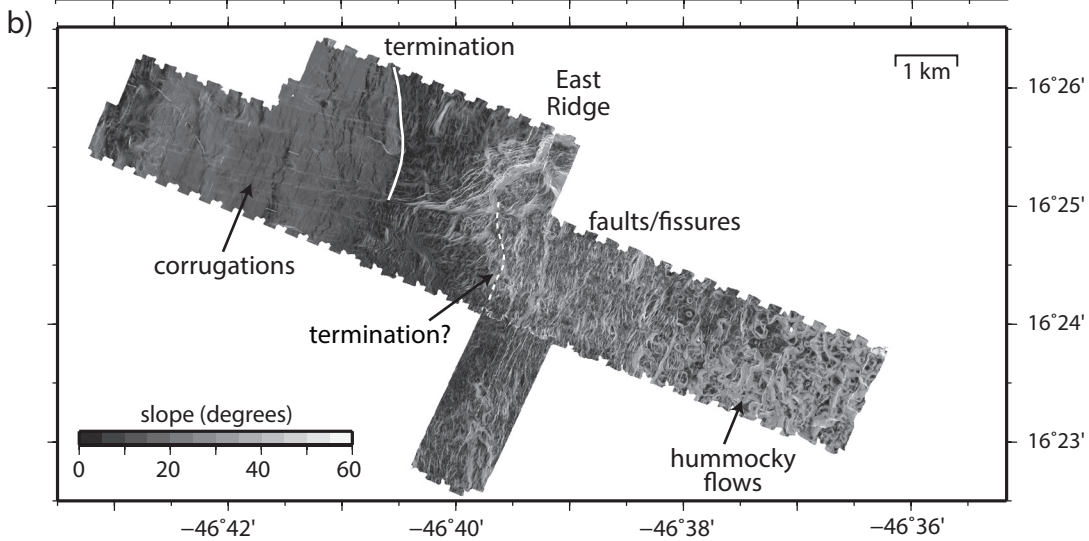 b)
termination
East
Ridge
1 km
16˚26'
16˚25'
faults/fissures
corrugations
termination?
16˚24'
slope (degrees)
0 20 40 60
hummocky
flows
16˚23'
−46˚42' −46˚40' −46˚38' −46˚36'